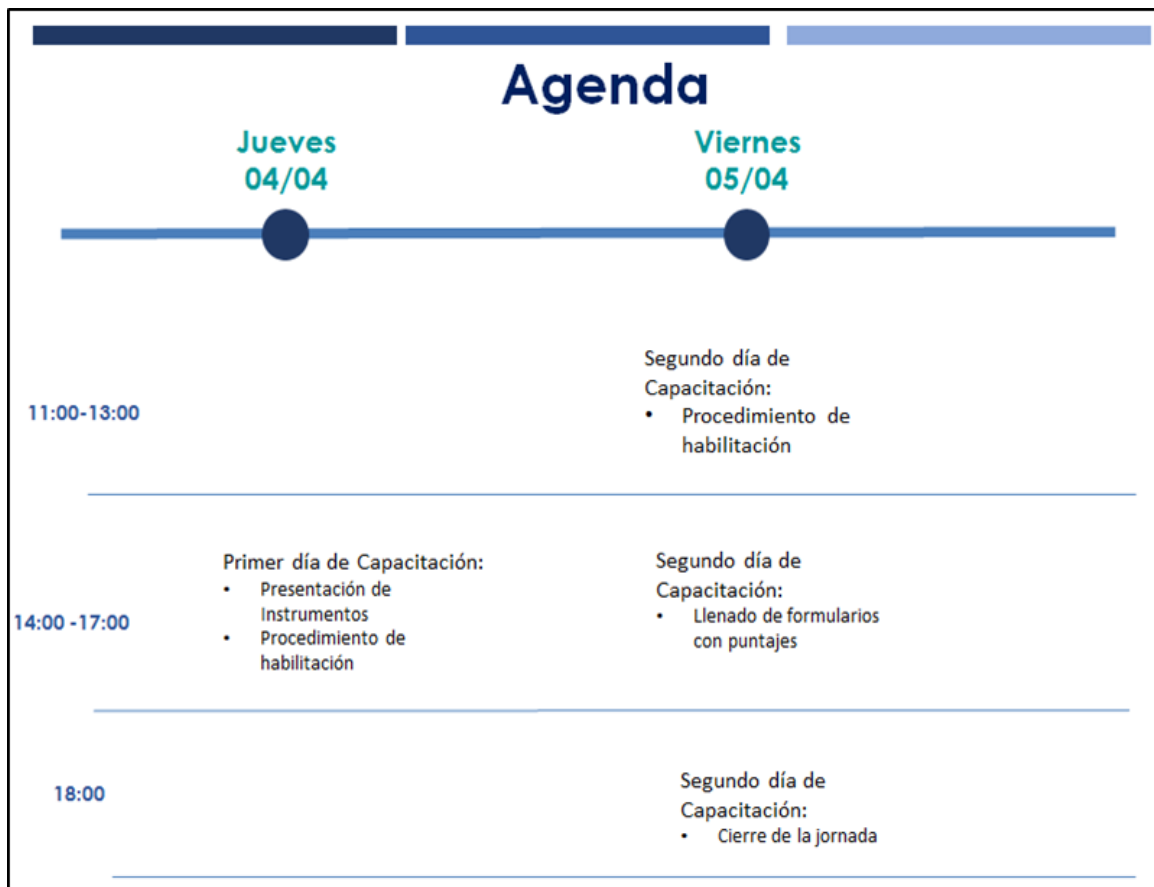 Agenda
Jueves
04/04
Viernes
05/04
11:00-13:00
Segundo día de
Capacitación:
• Procedimiento de
habilitación
14:00 -17:00
Primer día de Capacitación:
• Presentación de
Instrumentos
• Procedimiento de
habilitación
Segundo día de
Capacitación:
• Llenado de formularios
con puntajes
18:00
Segundo día de
Capacitación:
• Cierre de la jornada